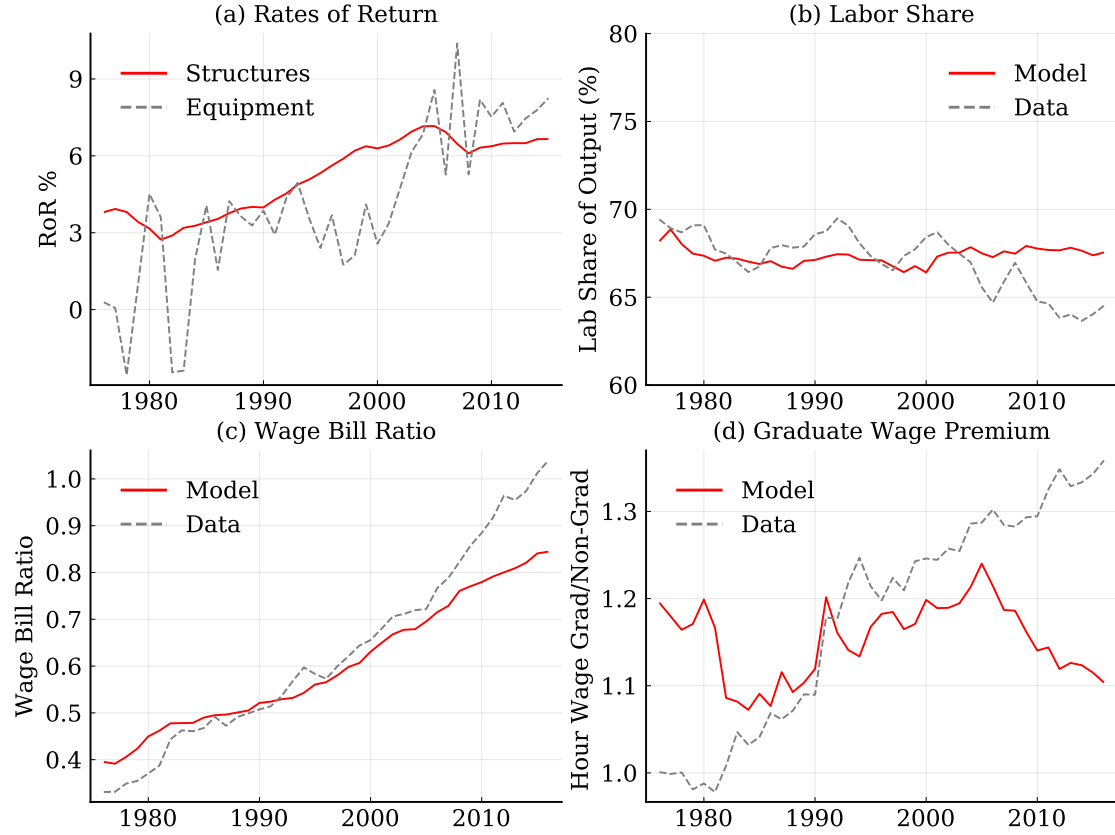 (a) Rates of Return
RoR %
9
6
3
0
Structures
Equipment
1980 1990 2000 2010
(b) Labor Share
Lab Share of Output (%)
80
75
70
65
60
Model
Data
1980 1990 2000 2010
(c) Wage Bill Ratio
Wage Bill Ratio
1.0
0.9
0.8
0.7
0.6
0.5
0.4
Model
Data
1980 1990 2000 2010
(d) Graduate Wage Premium
Hour Wage Grad/Non-Grad
1.3
1.2
1.1
1.0
Model
Data
1980 1990 2000 2010